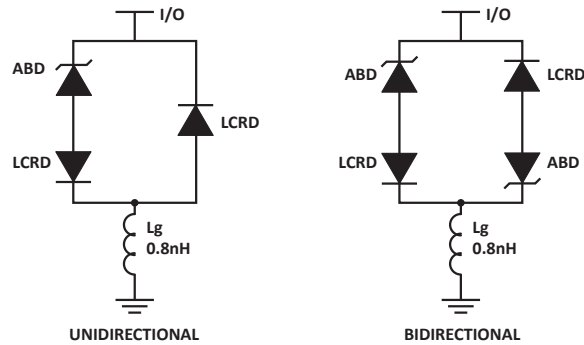 I/O
ABD
LCRD
LCRD
Lg
0.8nH
UNIDIRECTIONAL
I/O
ABD
LCRD
LCRD
ABD
Lg
0.8nH
BIDIRECTIONAL